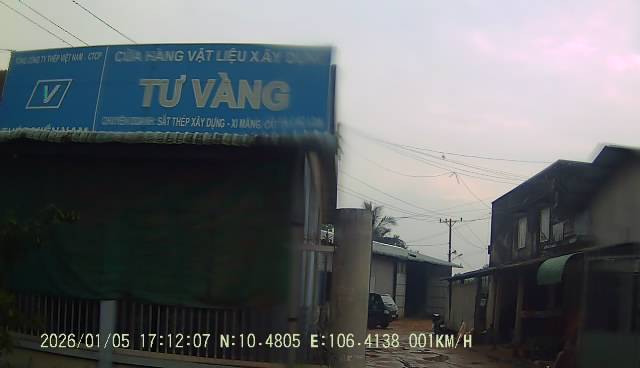 TỔNG CÔNG TY THÉP VIỆT NAM - CTCP
V
CỬA HÀNG VẬT LIỆU XÂY DỰNG
TƯ VÀNG
CHUYÊN DOANH: SẮT THÉP XÂY DỰNG - XI MĂNG,
2026/01/05 17:12:07 N:10.4805 E:106.4138 001KM/H